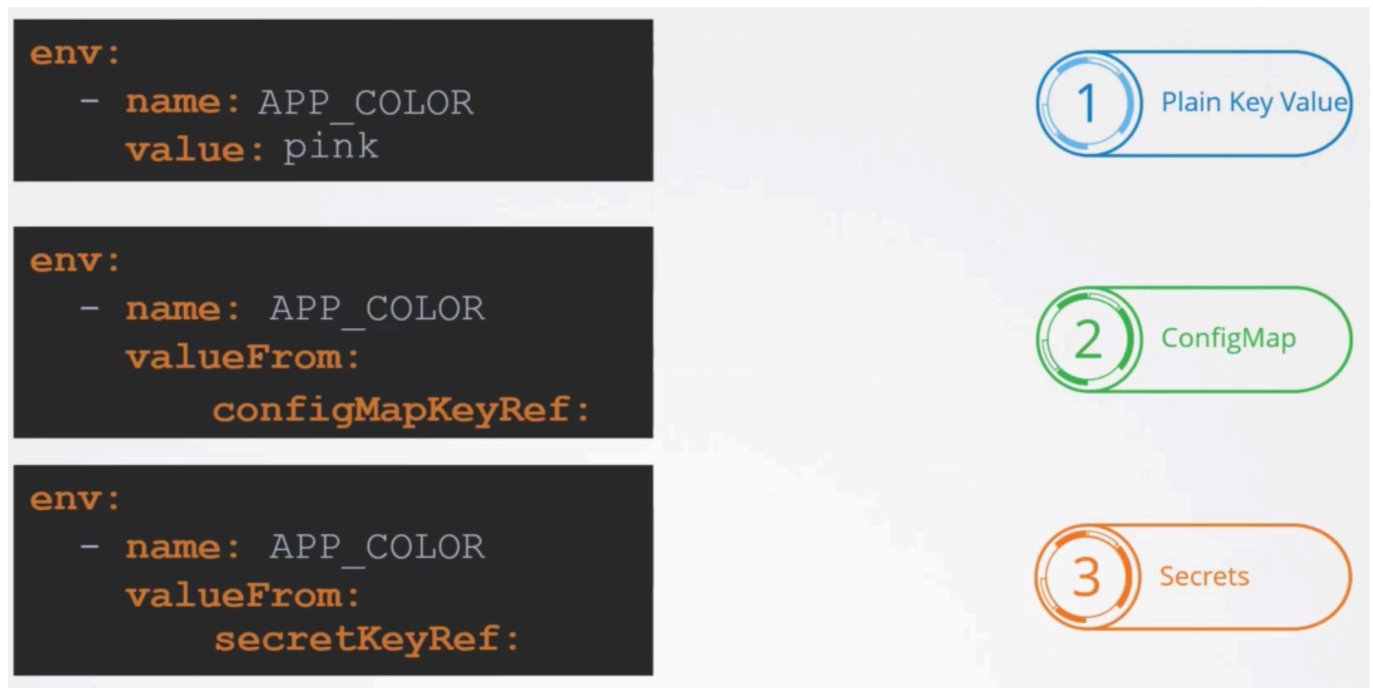 env:
- name: APP_COLOR
value: pink
1 Plain Key Value
env:
- name: APP_COLOR
valueFrom:
configMapKeyRef:
2 ConfigMap
env:
- name: APP_COLOR
valueFrom:
secretKeyRef:
3 Secrets